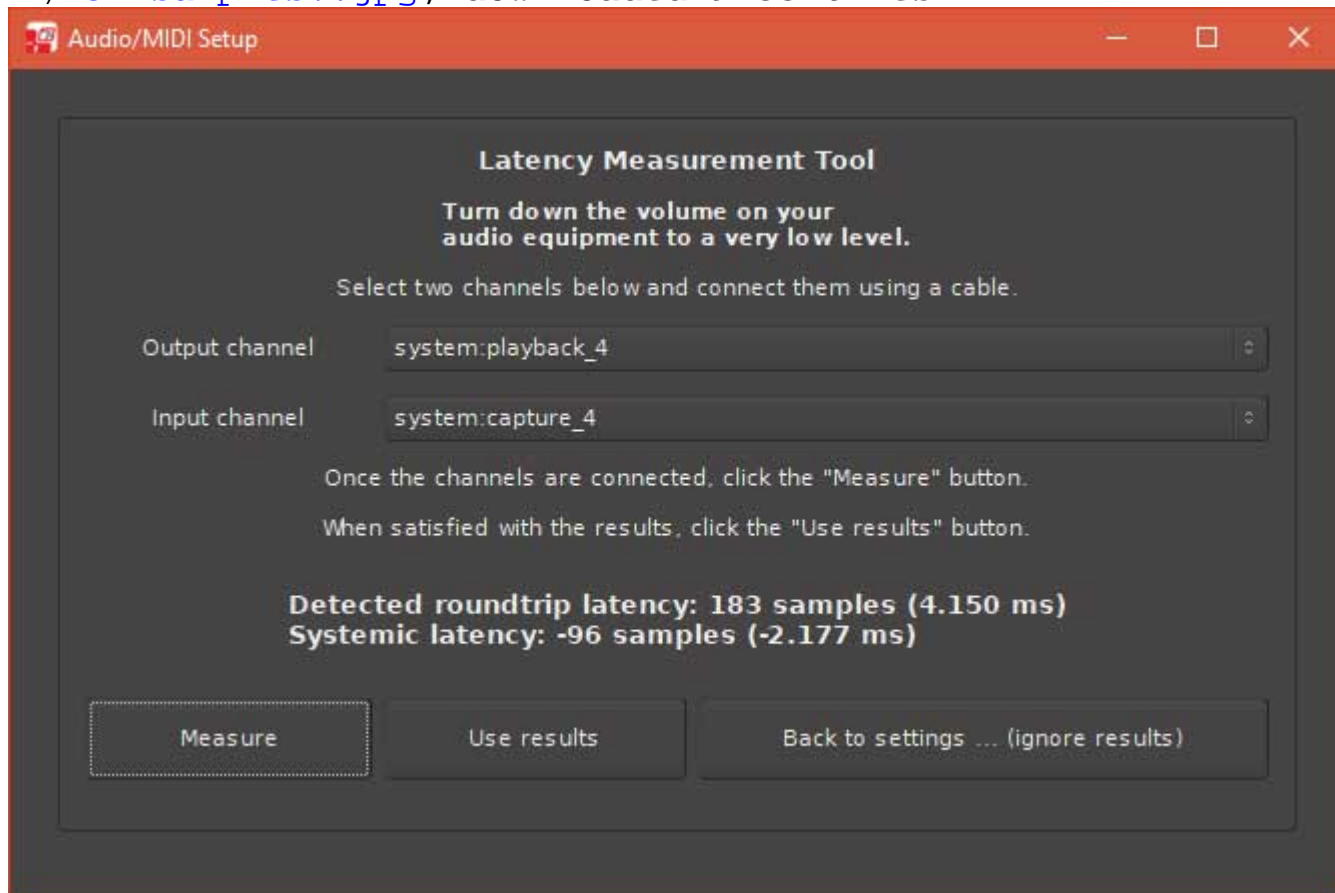 Audio/MIDI Setup
Latency Measurement Tool
Turn down the volume on your
audio equipment to a very low level.
Select two channels below and connect them using a cable.
Output channel system:playback_4
Input channel system:capture_4
Once the channels are connected, click the "Measure" button.
When satisfied with the results, click the "Use results" button.
Detected roundtrip latency: 183 samples (4.150 ms)
Systemic latency: -96 samples (-2.177 ms)
Measure Use results Back to settings ... (ignore results)